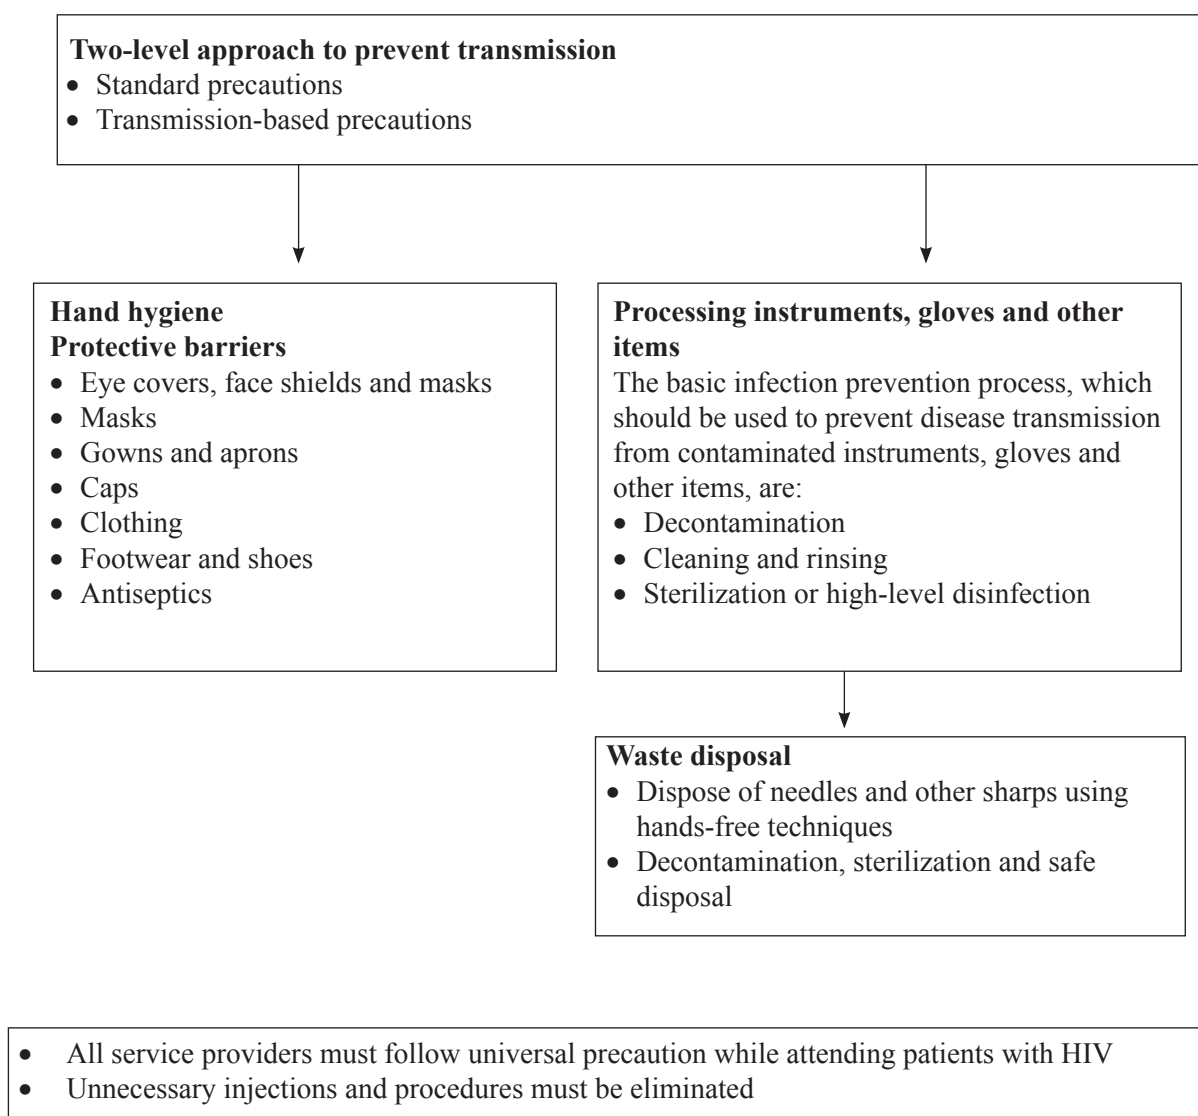 Two-level approach to prevent transmission
• Standard precautions
• Transmission-based precautions
Hand hygiene
Protective barriers
• Eye covers, face shields and masks
• Masks
• Gowns and aprons
• Caps
• Clothing
• Footwear and shoes
• Antiseptics
Processing instruments, gloves and other
items
The basic infection prevention process, which
should be used to prevent disease transmission
from contaminated instruments, gloves and
other items, are:
• Decontamination
• Cleaning and rinsing
• Sterilization or high-level disinfection
Waste disposal
• Dispose of needles and other sharps using
hands-free techniques
• Decontamination, sterilization and safe
disposal
• All service providers must follow universal precaution while attending patients with HIV
• Unnecessary injections and procedures must be eliminated